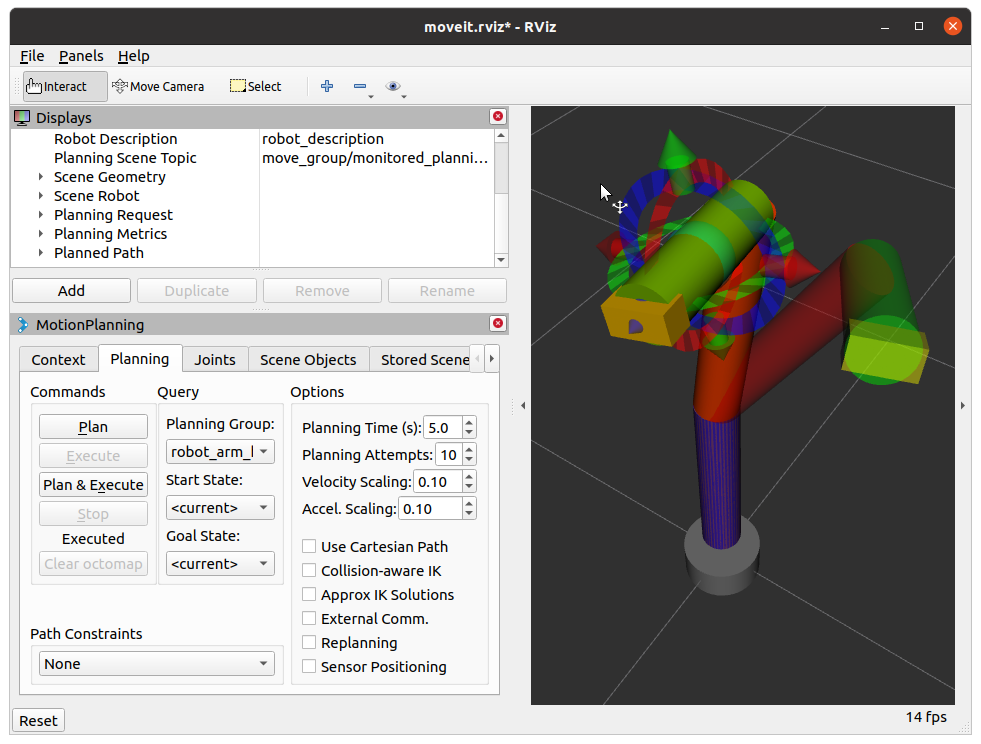 moveit.rviz* - RViz
File Panels Help
Interact Move Camera Select
Displays
Robot Description robot_description
Planning Scene Topic move_group/monitored_planni...
Scene Geometry
Scene Robot
Planning Request
Planning Metrics
Planned Path
Add Duplicate Remove Rename
MotionPlanning
Context Planning Joints Scene Objects Stored Scene
Commands Query Options
Plan
Execute
Plan & Execute
Stop
Executed
Clear octomap
Planning Group:
robot_arm_l
Start State:
<current>
Goal State:
<current>
Planning Time (s): 5.0
Planning Attempts: 10
Velocity Scaling: 0.10
Accel. Scaling: 0.10
Use Cartesian Path
Collision-aware IK
Approx IK Solutions
External Comm.
Replanning
Sensor Positioning
Path Constraints
None
Reset
14 fps